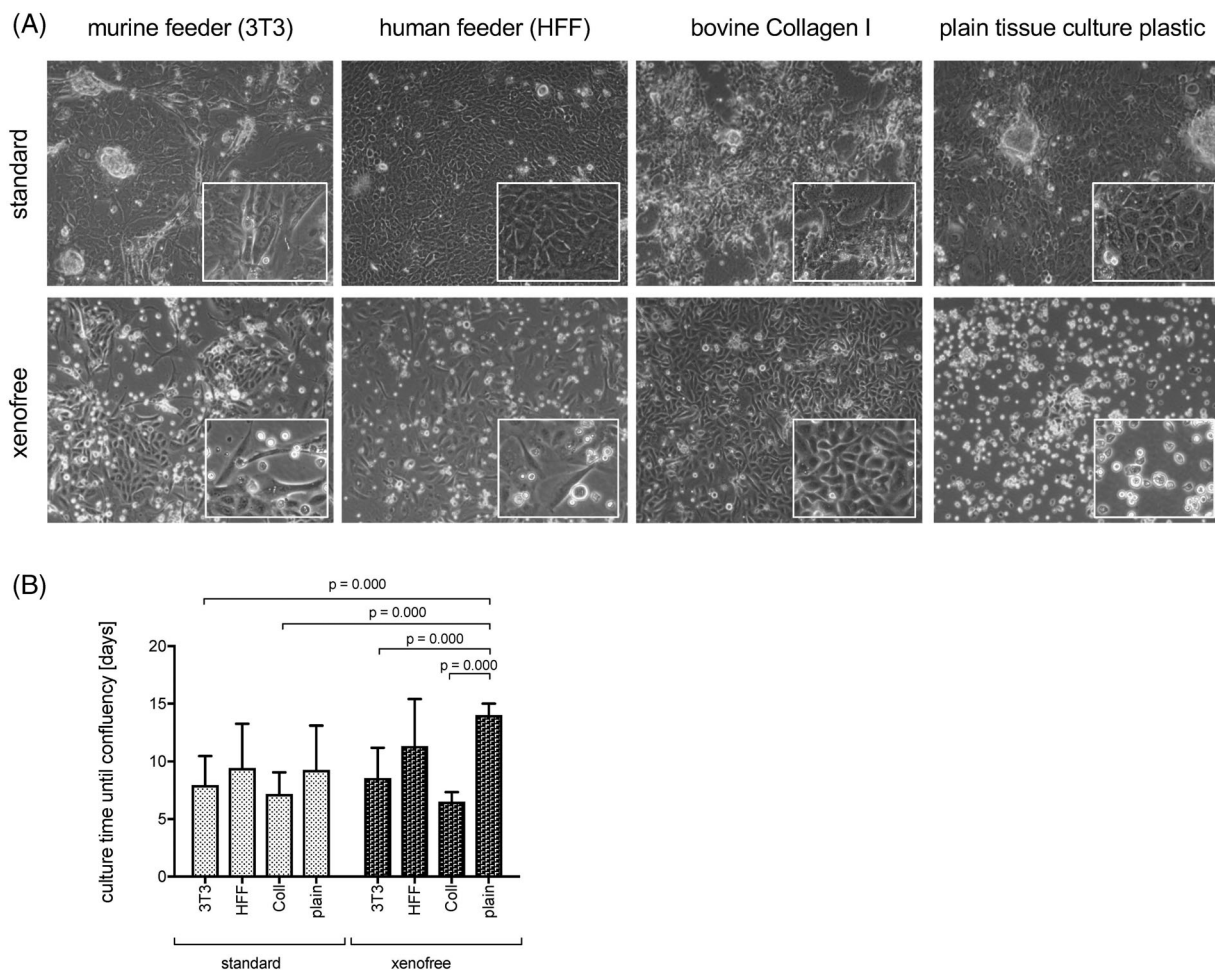 (A)
murine feeder (3T3) human feeder (HFF) bovine Collagen I plain tissue culture plastic
standard
xenofree
(B)
p = 0.000
p = 0.000
p = 0.000
p = 0.000
culture time until confluency [days]
20
15
10
5
0
3T3 HFF Coll plain 3T3 HFF Coll plain
standard xenofree